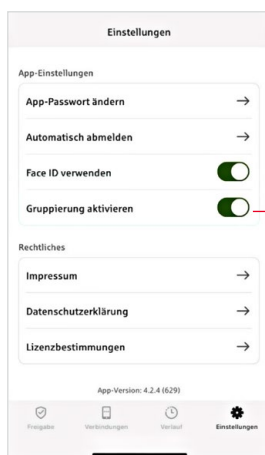 Einstellungen
App-Einstellungen
App-Passwort ändern
Automatisch abmelden
Face ID verwenden
Gruppierung aktivieren
Rechtliches
Impressum
Datenschutzerklärung
Lizenzbestimmungen
App-Version: 4.2.4 (629)
Freigabe Verbindungen Verlauf Einstellungen